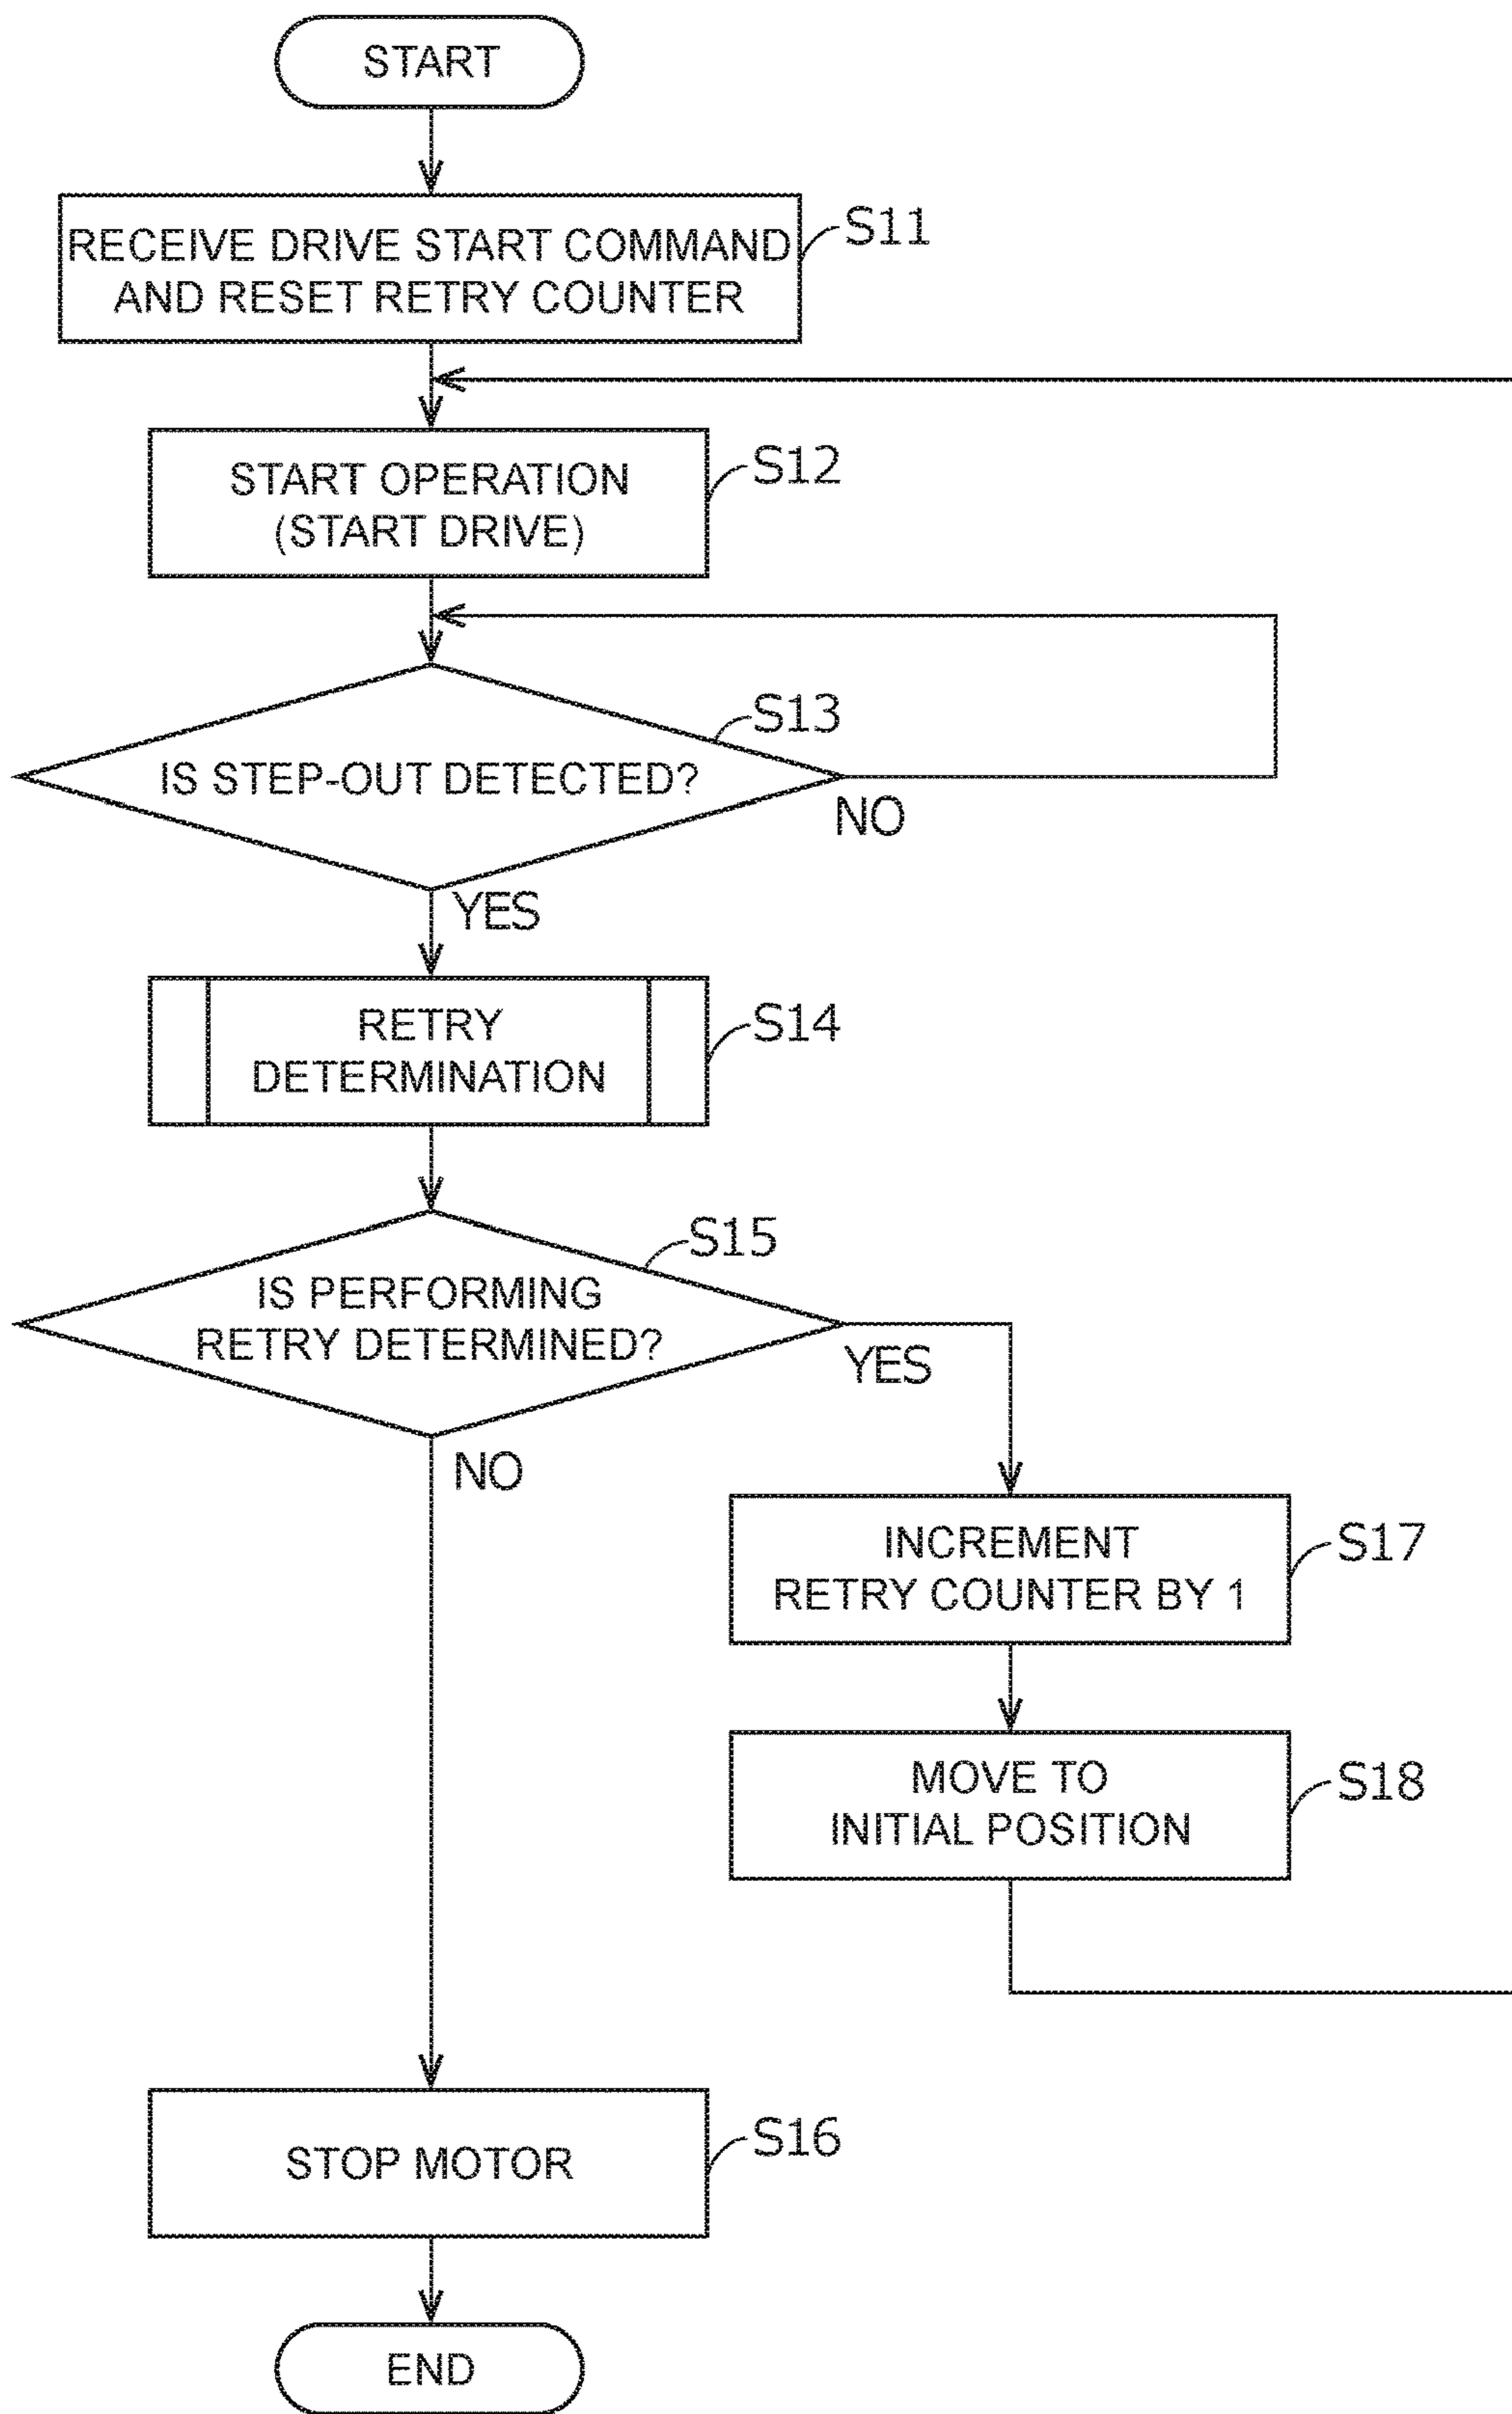 START
RECEIVE DRIVE START COMMAND
AND RESET RETRY COUNTER
S11
START OPERATION
(START DRIVE)
S12
IS STEP-OUT DETECTED?
S13
NO
YES
RETRY
DETERMINATION
S14
IS PERFORMING
RETRY DETERMINED?
S15
YES
NO
INCREMENT
RETRY COUNTER BY 1
S17
MOVE TO
INITIAL POSITION
S18
STOP MOTOR
S16
END